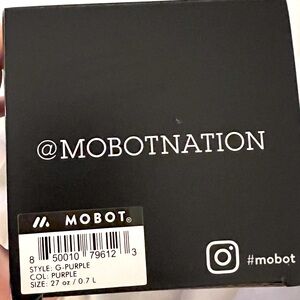 @MOBOTNATION
MOBOT®
8 50010 79612 3
STYLE: G-PURPLE
COL: PURPLE
SIZE: 27 oz / 0.7 L
#mobot